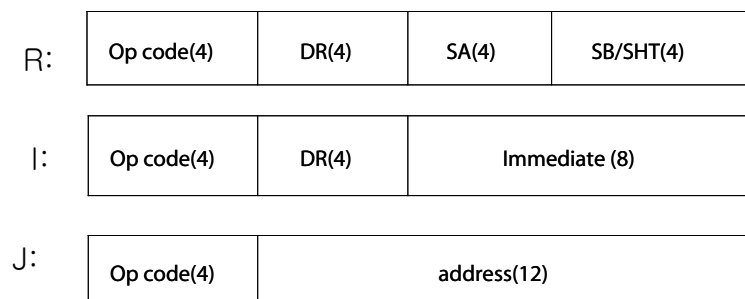 R: Op code(4) DR(4) SA(4) SB/SHT(4)
I: Op code(4) DR(4) Immediate (8)
J: Op code(4) address(12)